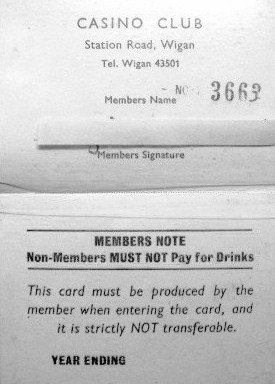 CASINO CLUB
Station Road, Wigan
Tel. Wigan 43501
No. 3663
Members Name
Members Signature
MEMBERS NOTE
Non-Members MUST NOT Pay for Drinks
This card must be produced by the
member when entering the card, and
it is strictly NOT transferable.
YEAR ENDING